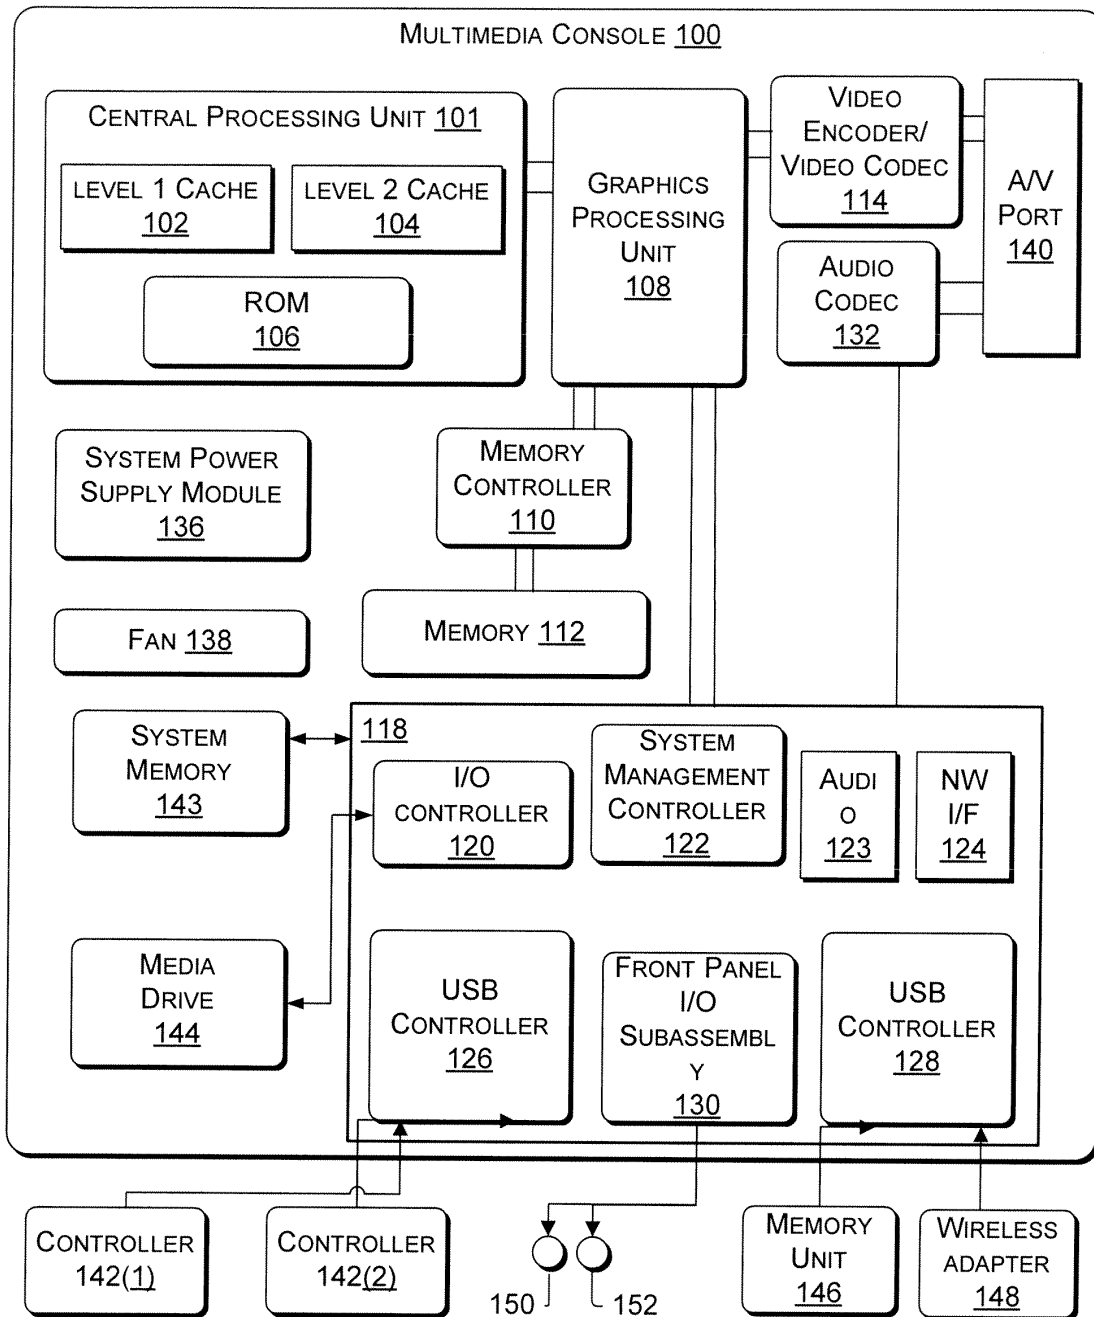 MULTIMEDIA CONSOLE 100
CENTRAL PROCESSING UNIT 101
LEVEL 1 CACHE
102
LEVEL 2 CACHE
104
ROM
106
GRAPHICS
PROCESSING
UNIT
108
VIDEO
ENCODER/
VIDEO CODEC
114
A/V
PORT
140
AUDIO
CODEC
132
SYSTEM POWER
SUPPLY MODULE
136
MEMORY
CONTROLLER
110
FAN 138
MEMORY 112
SYSTEM
MEMORY
143
118
I/O
CONTROLLER
120
SYSTEM
MANAGEMENT
CONTROLLER
122
AUDI
O
123
NW
I/F
124
MEDIA
DRIVE
144
USB
CONTROLLER
126
FRONT PANEL
I/O
SUBASSEMBL
Y
130
USB
CONTROLLER
128
CONTROLLER
142(1)
CONTROLLER
142(2)
150
152
MEMORY
UNIT
146
WIRELESS
ADAPTER
148